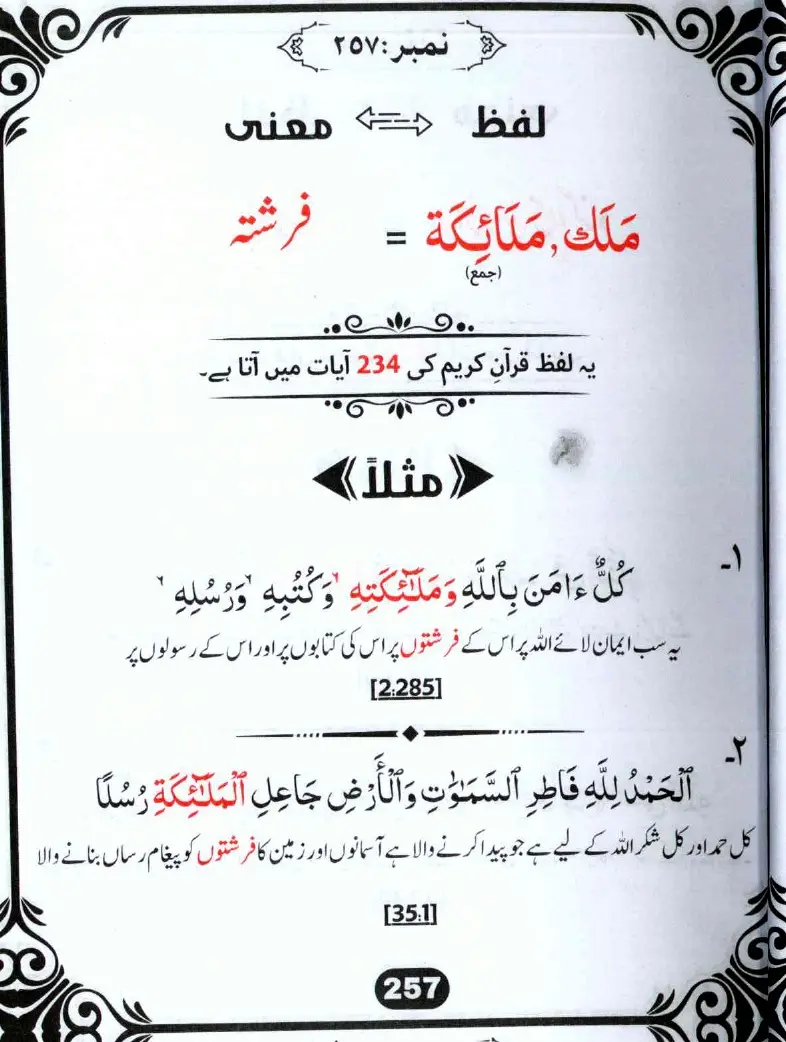 نمبر: ۲۵۷
لفظ ⇐⇒ معنی
مَلَك, مَلَائِكَة = فرشتہ
(جمع)
یہ لفظ قرآنِ کریم کی 234 آیات میں آتا ہے۔
مثلاً
۱۔
كُلٌّ ءَامَنَ بِٱللَّهِ وَمَلَـٰٓئِكَتِهِۦ وَكُتُبِهِۦ وَرُسُلِهِۦ
یہ سب ایمان لائے اللہ پر اس کے فرشتوں پر اس کی کتابوں پر اور اس کے رسولوں پر
[2:285]
۲۔
ٱلْحَمْدُ لِلَّهِ فَاطِرِ ٱلسَّمَـٰوَٰتِ وَٱلْأَرْضِ جَاعِلِ ٱلْمَلَـٰٓئِكَةِ رُسُلًا
کل حمد اور کل شکر اللہ کے لیے ہے جو پیدا کرنے والا ہے آسمانوں اور زمین کا فرشتوں کو پیغام رساں بنانے والا
[35:1]
257